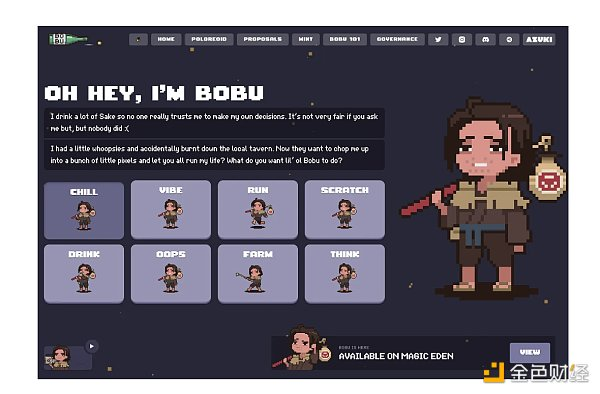 BOBU
HOME POLOROID PROPOSALS MINT BOBU 101 GOVERNANCE AZUKI
OH HEY, I'M BOBU
I drink a lot of Sake so no one really trusts me to make my own decisions. It's not very fair if you ask
me but, but nobody did :(
I had a little whoopsies and accidentally burnt down the local tavern. Now they want to chop me up
into a bunch of little pixels and let you all run my life? What do you want lil' ol Bobu to do?
CHILL VIBE RUN SCRATCH
DRINK OOPS FARM THINK
BOBU IS HERE
AVAILABLE ON MAGIC EDEN
VIEW
金色财经